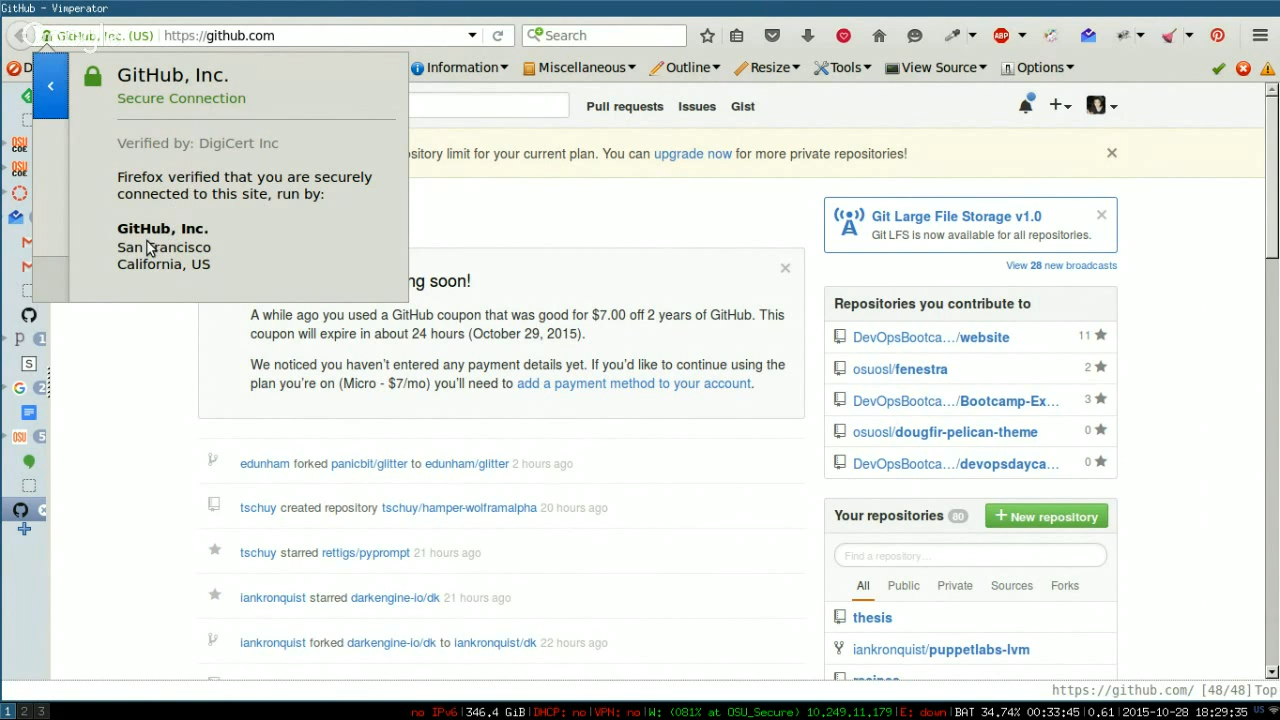 GitHub - Vimperator
GitHub, Inc. (US) https://github.com
Search
ABP
Information Miscellaneous Outline Resize Tools View Source Options
GitHub, Inc.
Secure Connection
Verified by: DigiCert Inc
Firefox verified that you are securely
connected to this site, run by:
GitHub, Inc.
San Francisco
California, US
Pull requests Issues Gist
ository limit for your current plan. You can upgrade now for more private repositories!
ng soon!
A while ago you used a GitHub coupon that was good for $7.00 off 2 years of GitHub. This
coupon will expire in about 24 hours (October 29, 2015).
We noticed you haven't entered any payment details yet. If you'd like to continue using the
plan you're on (Micro - $7/mo) you'll need to add a payment method to your account.
edunham forked panicbit/glitter to edunham/glitter 2 hours ago
tschuy created repository tschuy/hamper-wolframalpha 20 hours ago
tschuy starred rettigs/pyprompt 21 hours ago
iankronquist starred darkengine-io/dk 21 hours ago
iankronquist forked darkengine-io/dk to iankronquist/dk 22 hours ago
Git Large File Storage v1.0
Git LFS is now available for all repositories.
View 28 new broadcasts
Repositories you contribute to
DevOpsBootca…/website 11
osuosl/fenestra 2
DevOpsBootca…/Bootcamp-Ex… 3
osuosl/dougfir-pelican-theme 0
DevOpsBootca…/devopsdayca… 0
Your repositories 80 New repository
Find a repository…
All Public Private Sources Forks
thesis
iankronquist/puppetlabs-lvm
https://github.com/ [48/48] Top
1 2 3
no IPv6|346.4 GiB|DHCP: no|VPN: no|W: (081% at OSU_Secure) 10.249.11.179|E: down|BAT 34.74% 00:33:45|0.61|2015-10-28 18:29:35 US